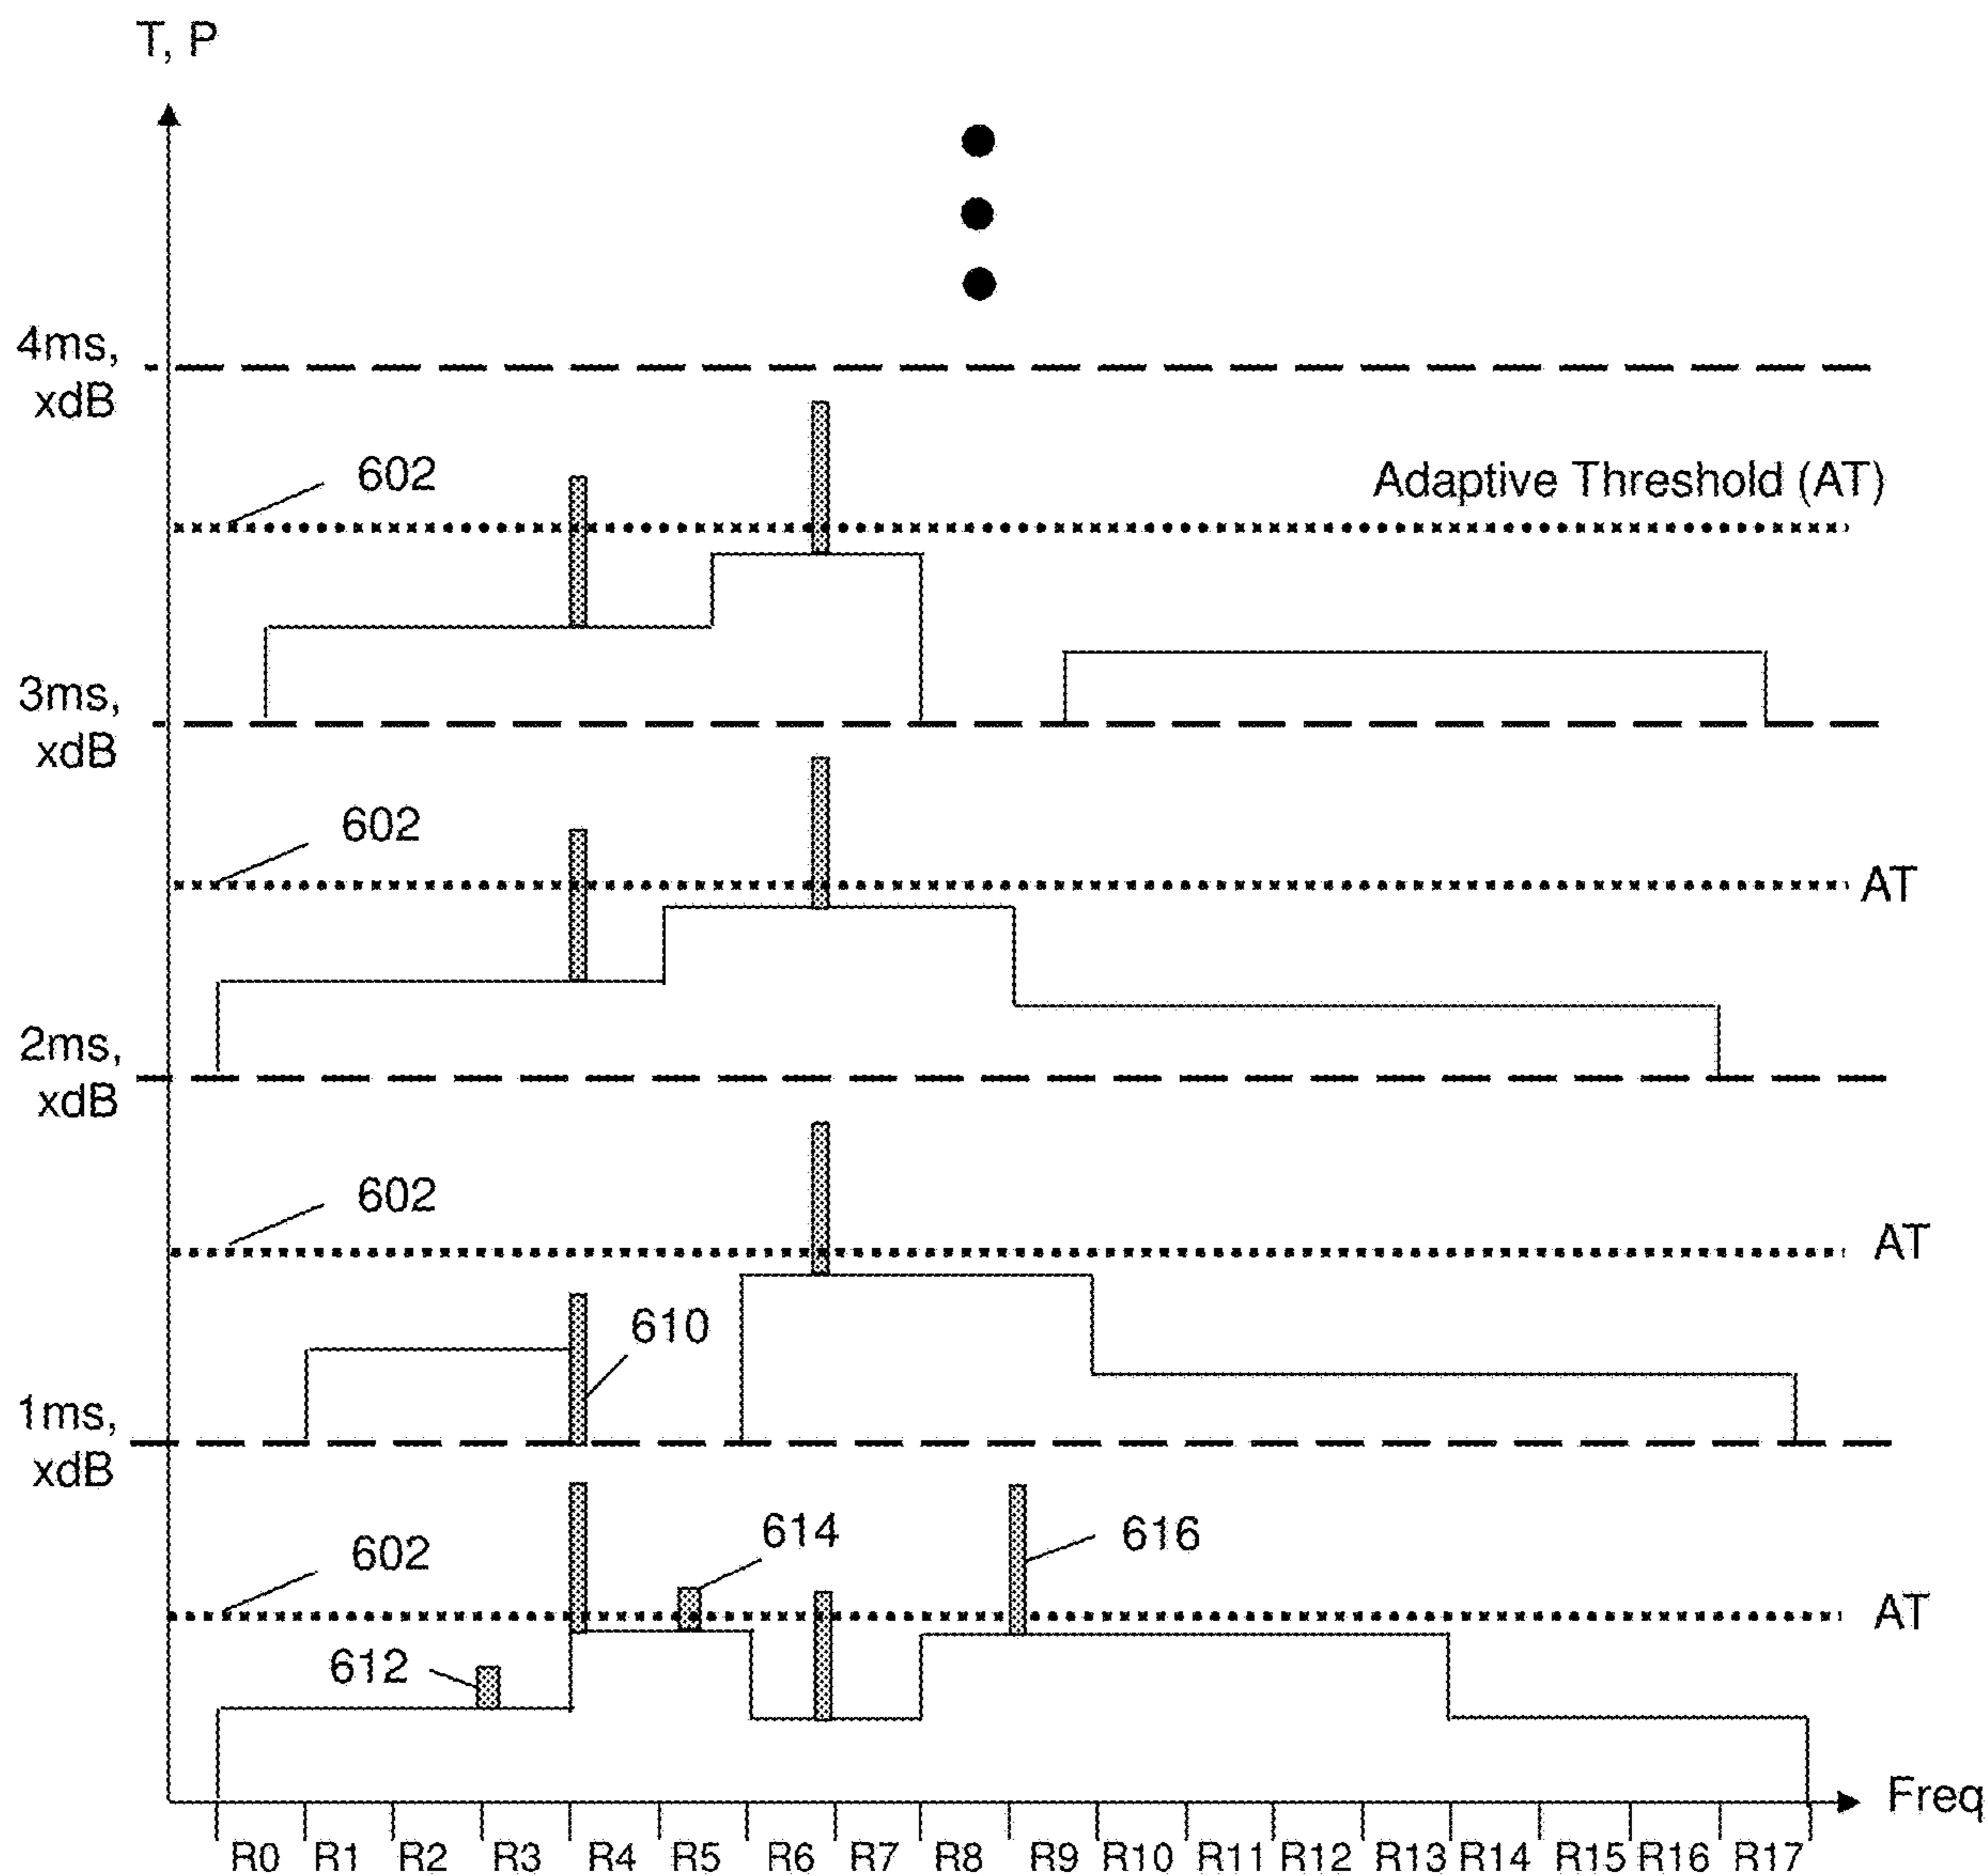 T, P
4ms,
xdB
602
Adaptive Threshold (AT)
3ms,
xdB
602
AT
2ms,
xdB
602
AT
610
1ms,
xdB
614
616
602
AT
612
Freq
R0 R1 R2 R3 R4 R5 R6 R7 R8 R9 R10 R11 R12 R13 R14 R15 R16 R17